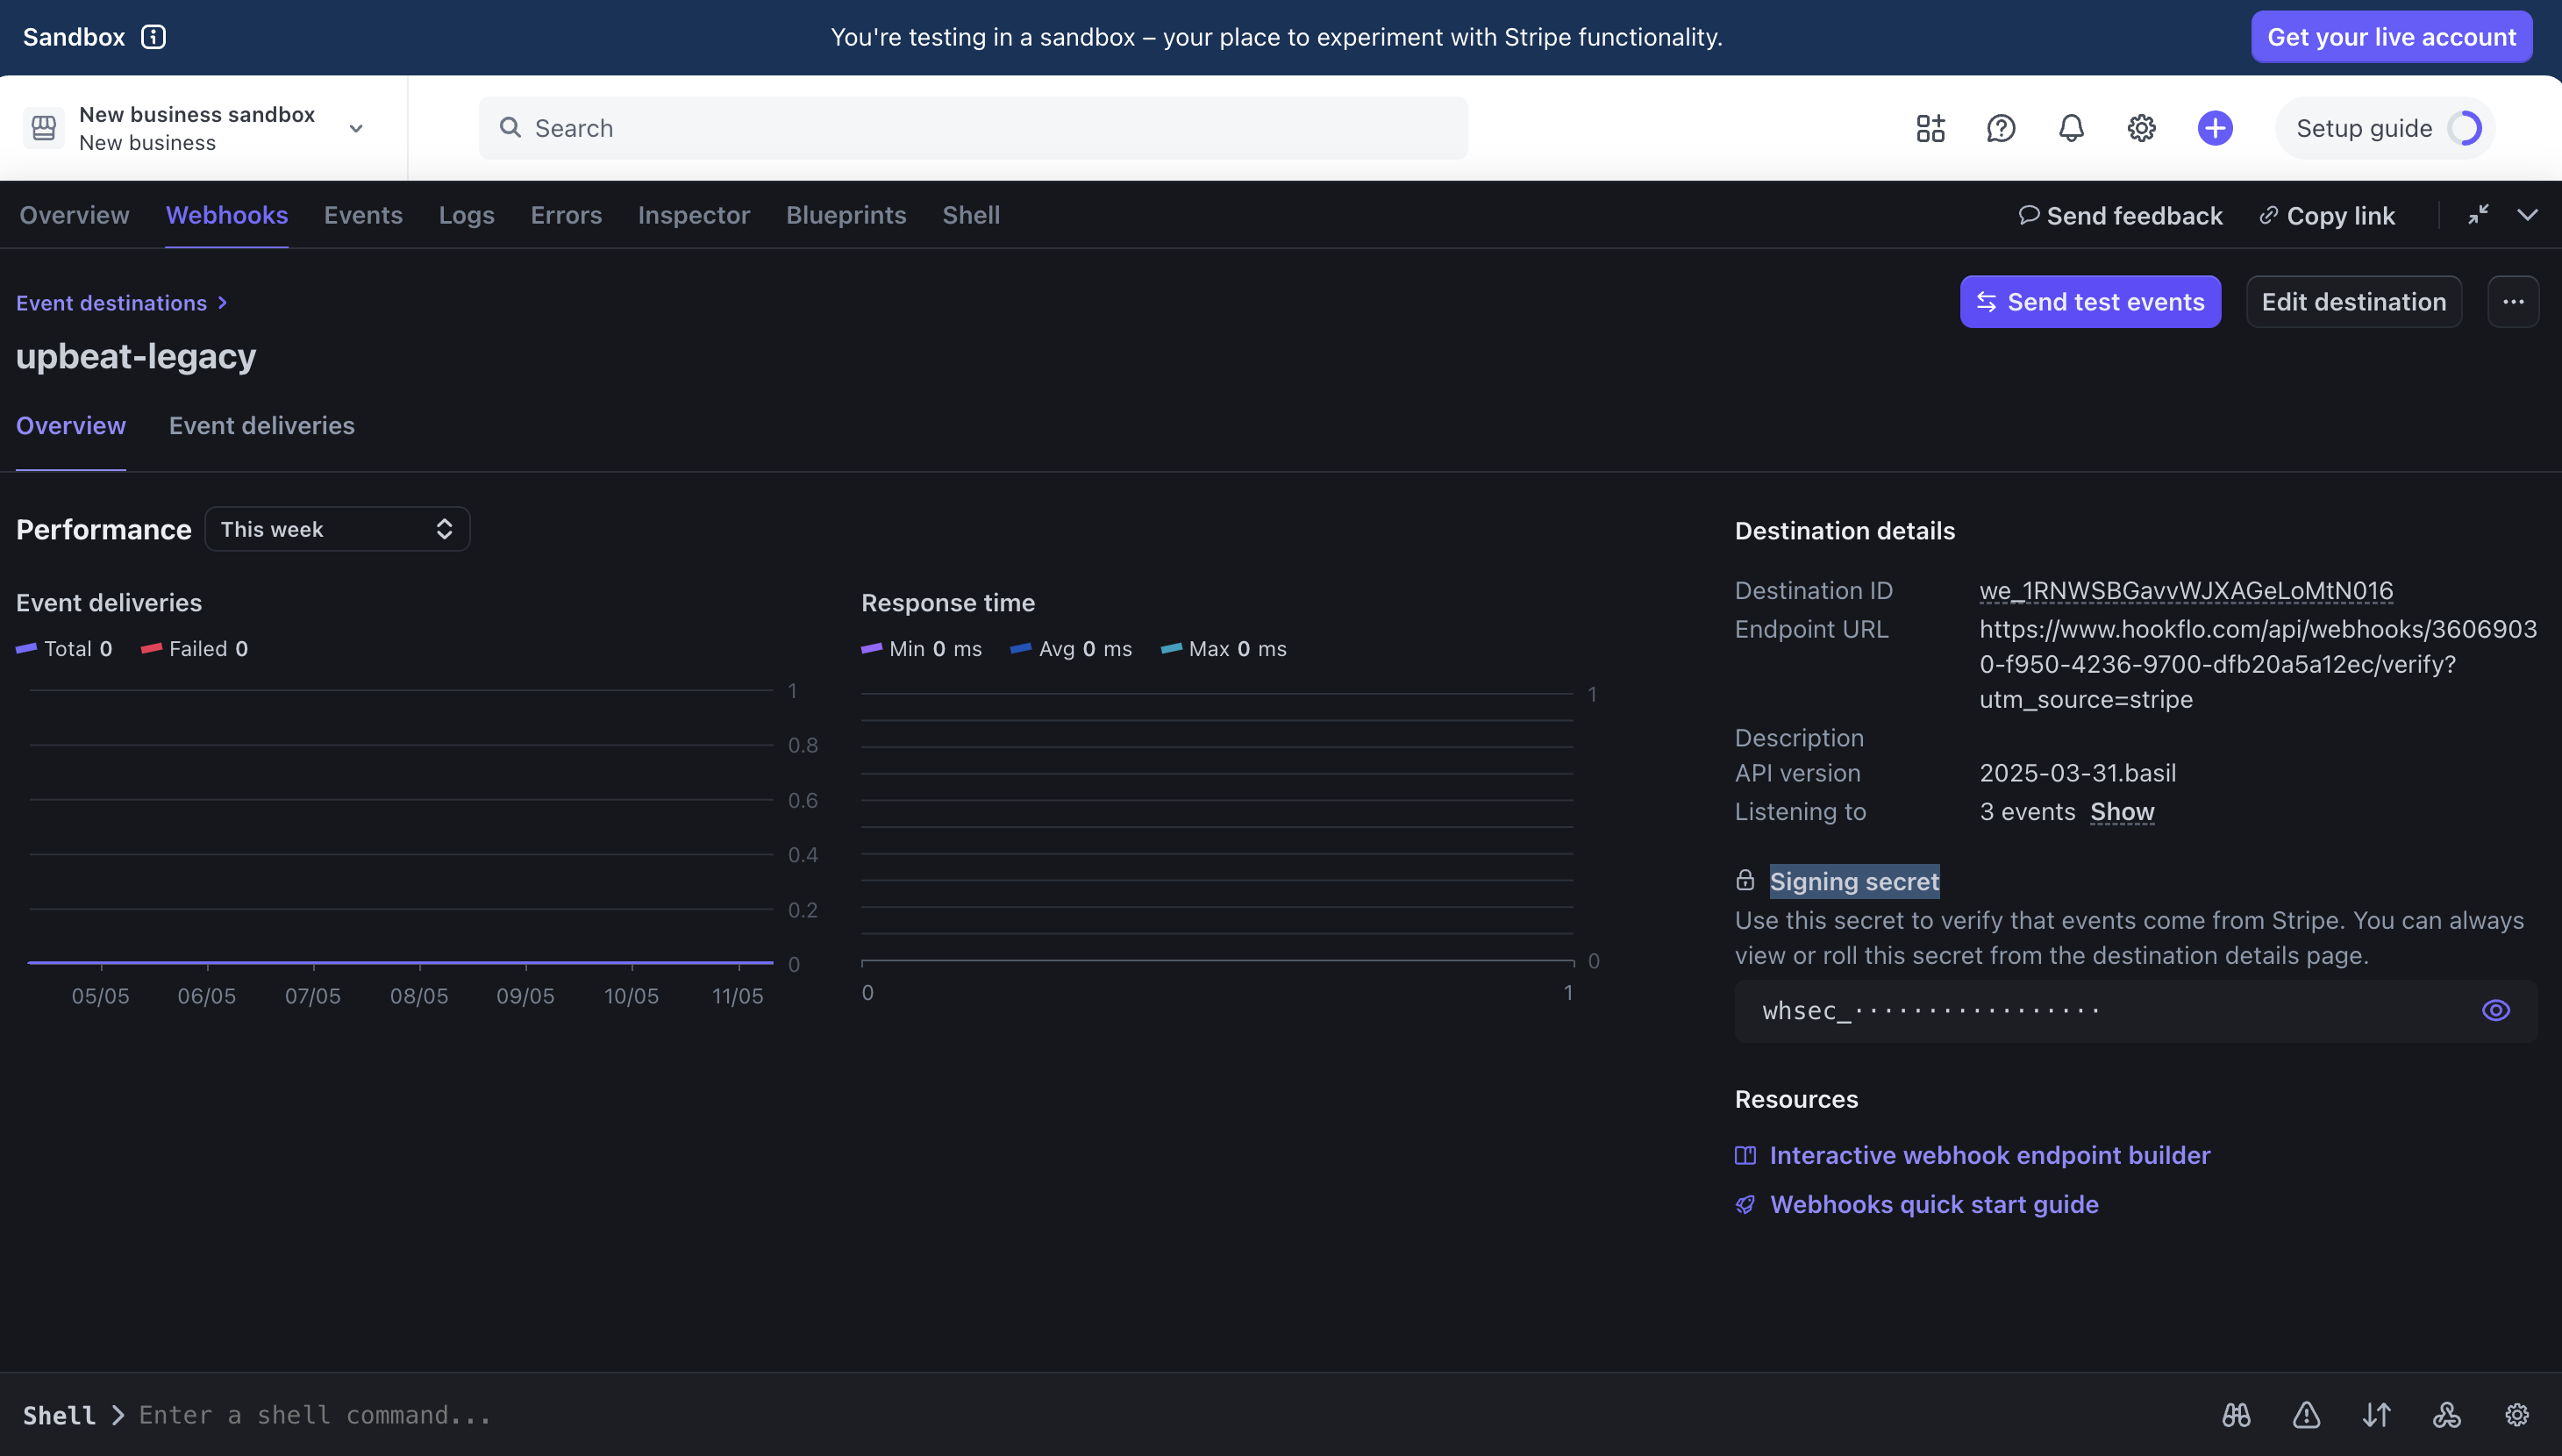 Sandbox
You're testing in a sandbox – your place to experiment with Stripe functionality.
Get your live account
New business sandbox
New business
Search
Setup guide
Overview Webhooks Events Logs Errors Inspector Blueprints Shell
Send feedback Copy link
Event destinations
Send test events Edit destination
upbeat-legacy
Overview Event deliveries
Performance This week
Event deliveries
Total 0 Failed 0
1
0.8
0.6
0.4
0.2
0
05/05 06/05 07/05 08/05 09/05 10/05 11/05
Response time
Min 0 ms Avg 0 ms Max 0 ms
1
0
0 1
Destination details
Destination ID we_1RNWSBGavvWJXAGeLoMtN016
Endpoint URL https://www.hookflo.com/api/webhooks/3606903
0-f950-4236-9700-dfb20a5a12ec/verify?
utm_source=stripe
Description
API version 2025-03-31.basil
Listening to 3 events Show
Signing secret
Use this secret to verify that events come from Stripe. You can always
view or roll this secret from the destination details page.
whsec_·················
Resources
Interactive webhook endpoint builder
Webhooks quick start guide
Shell Enter a shell command...